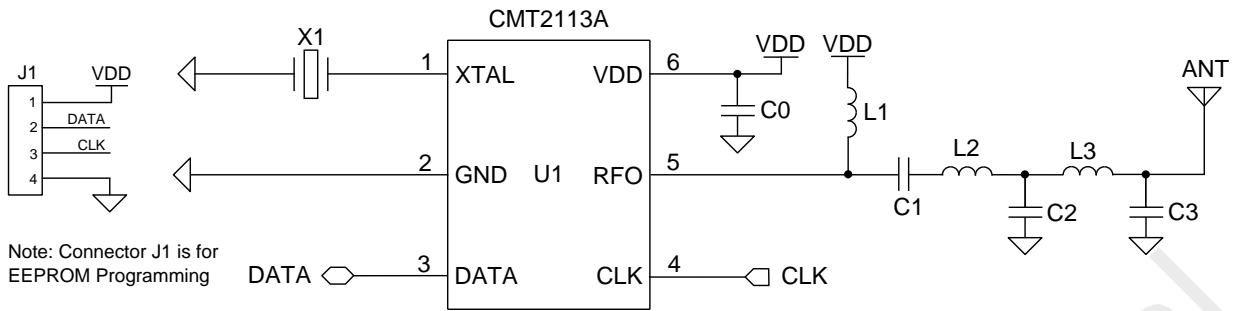 CMT2113A
X1
J1
VDD
1
2
DATA
3
CLK
4
Note: Connector J1 is for
EEPROM Programming
1
XTAL
2
GND
3
DATA
DATA
U1
VDD
6
RFO
5
CLK
4
CLK
VDD
C0
VDD
L1
C1
L2
C2
L3
C3
ANT